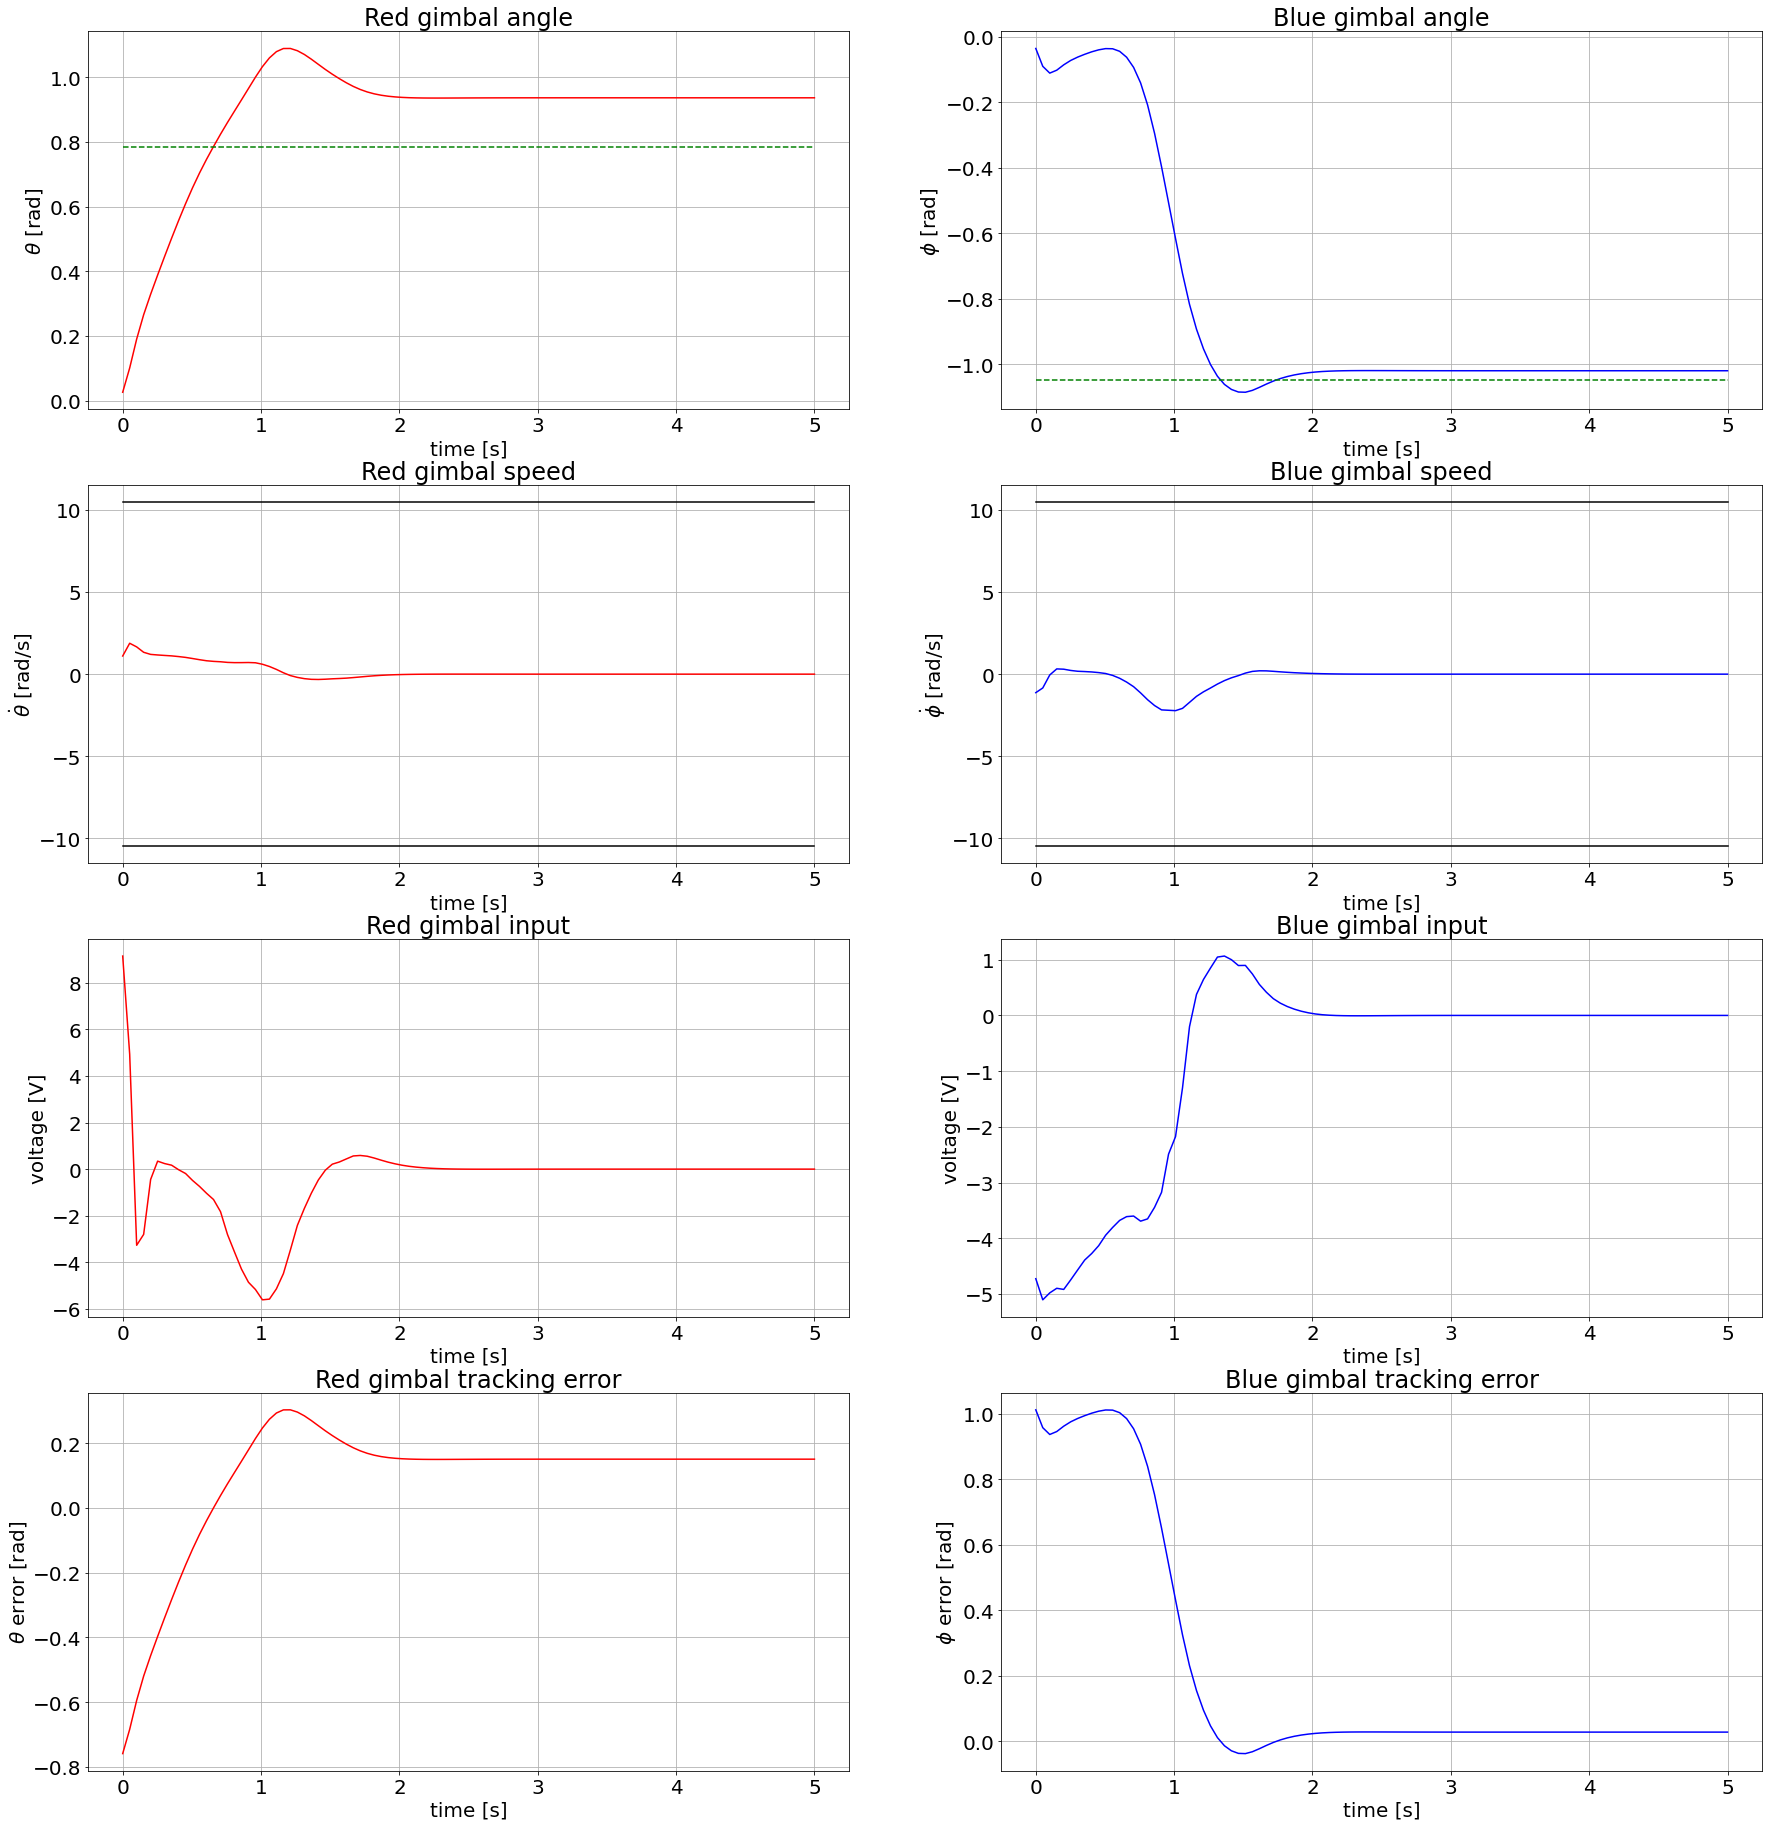 Red gimbal angle
1.0
0.8
0.6
0.4
0.2
0.0
θ [rad]
0 1 2 3 4 5
time [s]
Blue gimbal angle
0.0
−0.2
−0.4
−0.6
−0.8
−1.0
ϕ [rad]
0 1 2 3 4 5
time [s]
Red gimbal speed
10
5
0
−5
−10
θ̇ [rad/s]
0 1 2 3 4 5
time [s]
Blue gimbal speed
10
5
0
−5
−10
ϕ̇ [rad/s]
0 1 2 3 4 5
time [s]
Red gimbal input
8
6
4
2
0
−2
−4
−6
voltage [V]
0 1 2 3 4 5
time [s]
Blue gimbal input
1
0
−1
−2
−3
−4
−5
voltage [V]
0 1 2 3 4 5
time [s]
Red gimbal tracking error
0.2
0.0
−0.2
−0.4
−0.6
−0.8
θ error [rad]
0 1 2 3 4 5
time [s]
Blue gimbal tracking error
1.0
0.8
0.6
0.4
0.2
0.0
ϕ error [rad]
0 1 2 3 4 5
time [s]